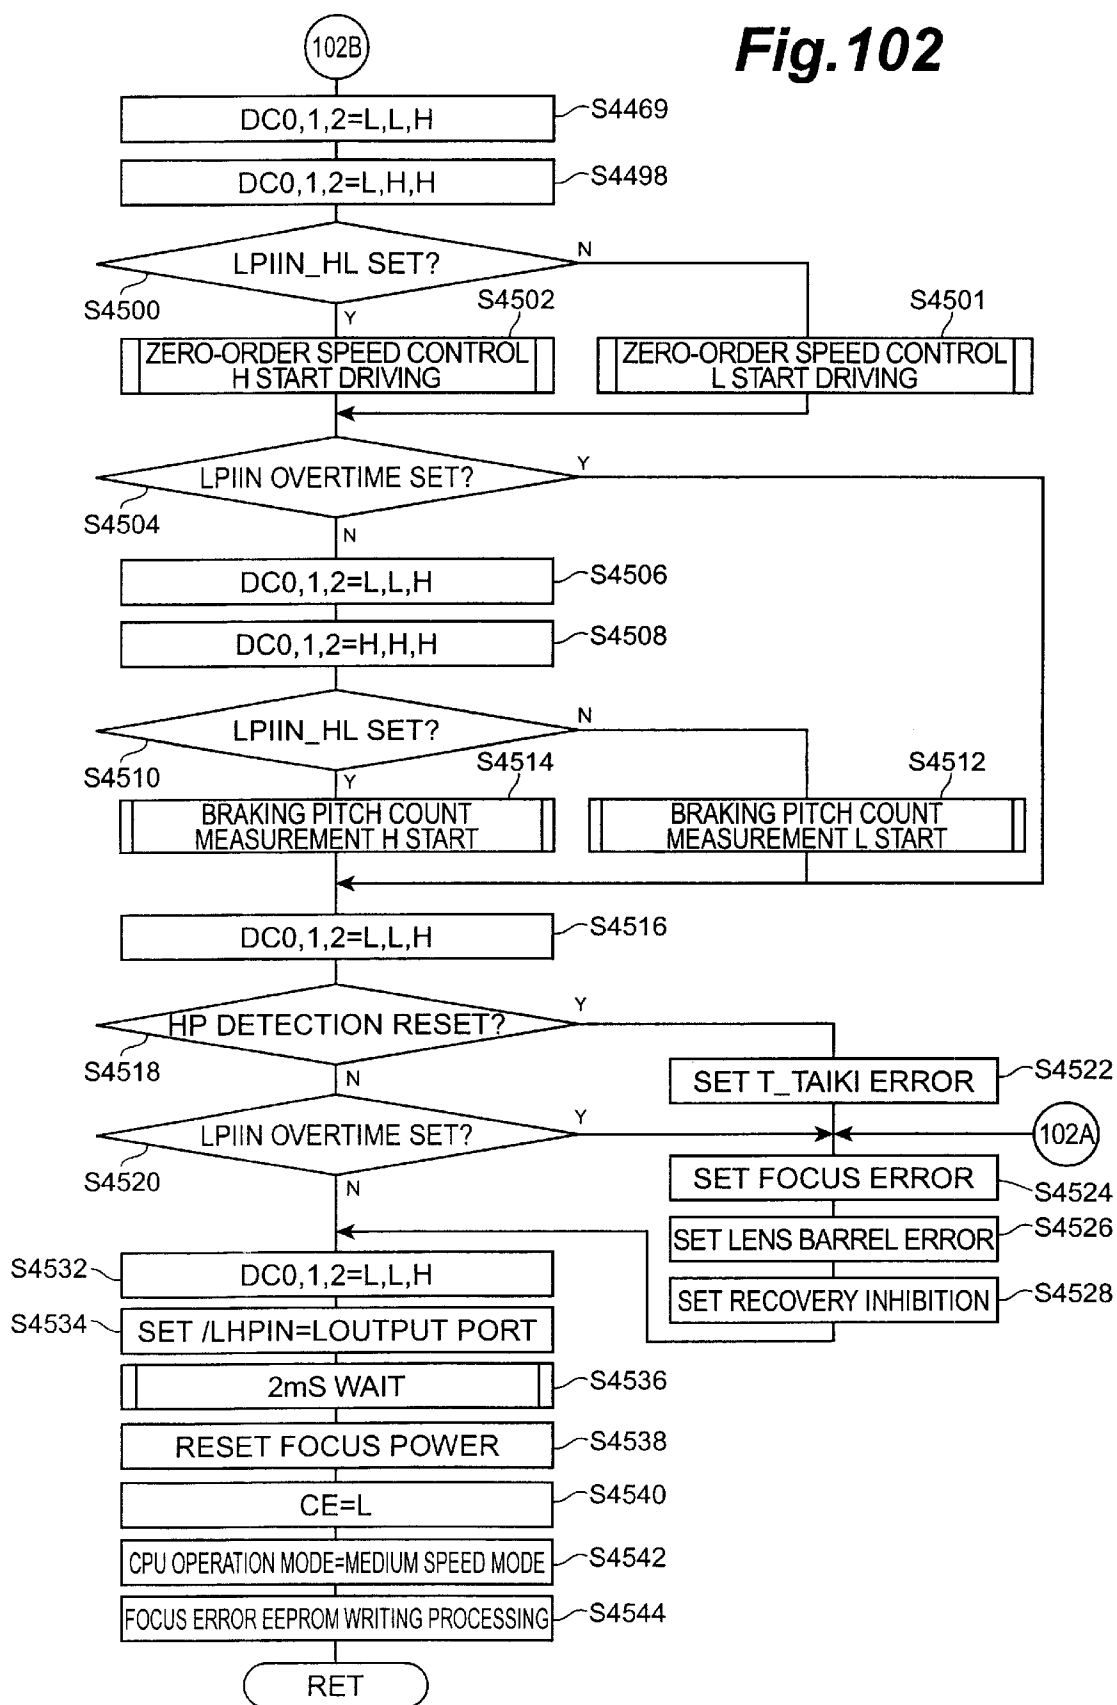 Fig.102
102B
DC0,1,2=L,L,H
S4469
DC0,1,2=L,H,H
S4498
LPIIN_HL SET?
N
S4500
Y
S4502
S4501
ZERO-ORDER SPEED CONTROL
H START DRIVING
ZERO-ORDER SPEED CONTROL
L START DRIVING
LPIIN OVERTIME SET?
Y
S4504
N
DC0,1,2=L,L,H
S4506
DC0,1,2=H,H,H
S4508
LPIIN_HL SET?
N
S4510
Y
S4514
S4512
BRAKING PITCH COUNT
MEASUREMENT H START
BRAKING PITCH COUNT
MEASUREMENT L START
DC0,1,2=L,L,H
S4516
HP DETECTION RESET?
Y
S4518
N
SET T_TAIKI ERROR
S4522
LPIIN OVERTIME SET?
Y
102A
S4520
N
SET FOCUS ERROR
S4524
SET LENS BARREL ERROR
S4526
S4532
DC0,1,2=L,L,H
SET RECOVERY INHIBITION
S4528
S4534
SET /LHPIN=LOUTPUT PORT
2mS WAIT
S4536
RESET FOCUS POWER
S4538
CE=L
S4540
CPU OPERATION MODE=MEDIUM SPEED MODE
S4542
FOCUS ERROR EEPROM WRITING PROCESSING
S4544
RET